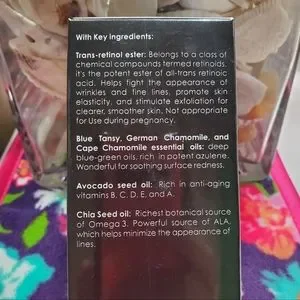 With Key Ingredients:
Trans-retinol ester: Belongs to a class of
chemical compounds termed retinoids,
it's the potent ester of all-trans retinoic
acid. Helps fight the appearance of
wrinkles and fine lines, promote skin
elasticity, and stimulate exfoliation for
clearer, smoother skin. Not appropriate
for Use during pregnancy.
Blue Tansy, German Chamomile, and
Cape Chamomile essential oils: deep
blue-green oils, rich in potent azulene.
Wonderful for soothing surface redness.
Avocado seed oil: Rich in anti-aging
vitamins B, C, D, E, and A.
Chia Seed oil: Richest botanical source
of Omega 3. Powerful source of ALA,
which helps minimize the appearance of
lines.